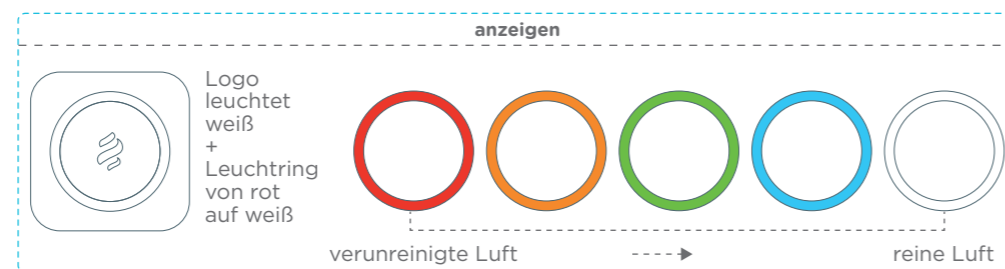 anzeigen
Logo
leuchtet
weiß
+
Leuchtring
von rot
auf weiß
verunreinigte Luft
reine Luft